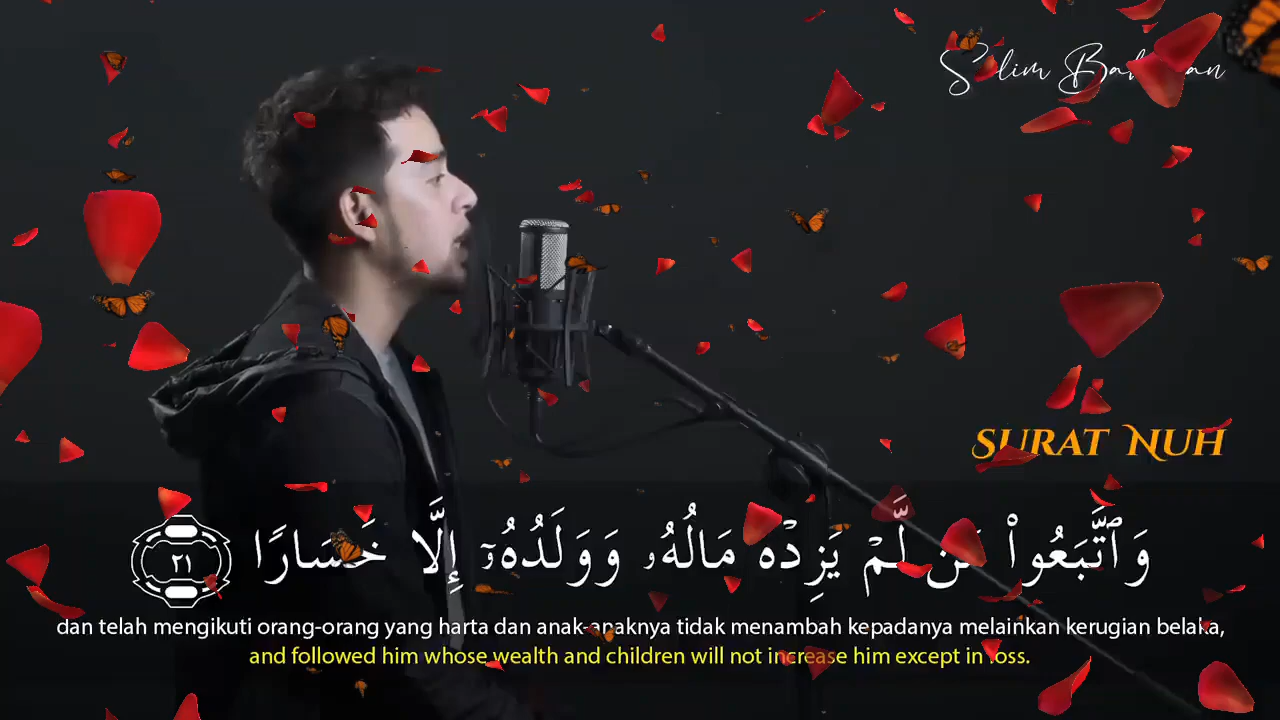 Salim Bahanan
SURAT NUH
وَٱتَّبَعُوا۟ مَن لَّمْ يَزِدْهُ مَالُهُۥ وَوَلَدُهُۥٓ إِلَّا خَسَارًا ٢١
dan telah mengikuti orang-orang yang harta dan anak-anaknya tidak menambah kepadanya melainkan kerugian belaka,
and followed him whose wealth and children will not increase him except in loss.